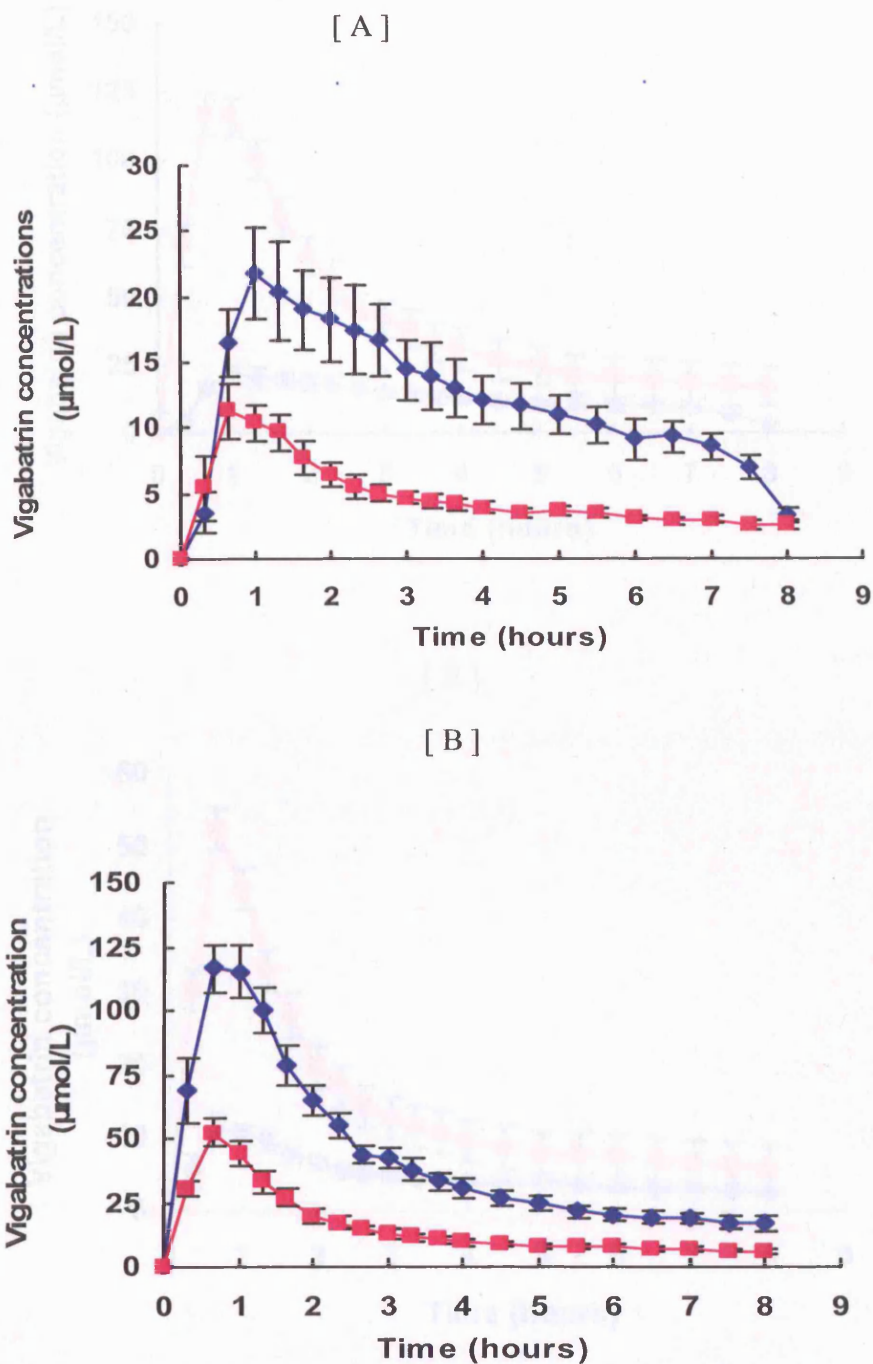 [ A ]
Vigabatrin concentrations
(µmol/L)
30
25
20
15
10
5
0
0 1 2 3 4 5 6 7 8 9
Time (hours)
[ B ]
Vigabatrin concentration
(µmol/L)
150
125
100
75
50
25
0
0 1 2 3 4 5 6 7 8 9
Time (hours)